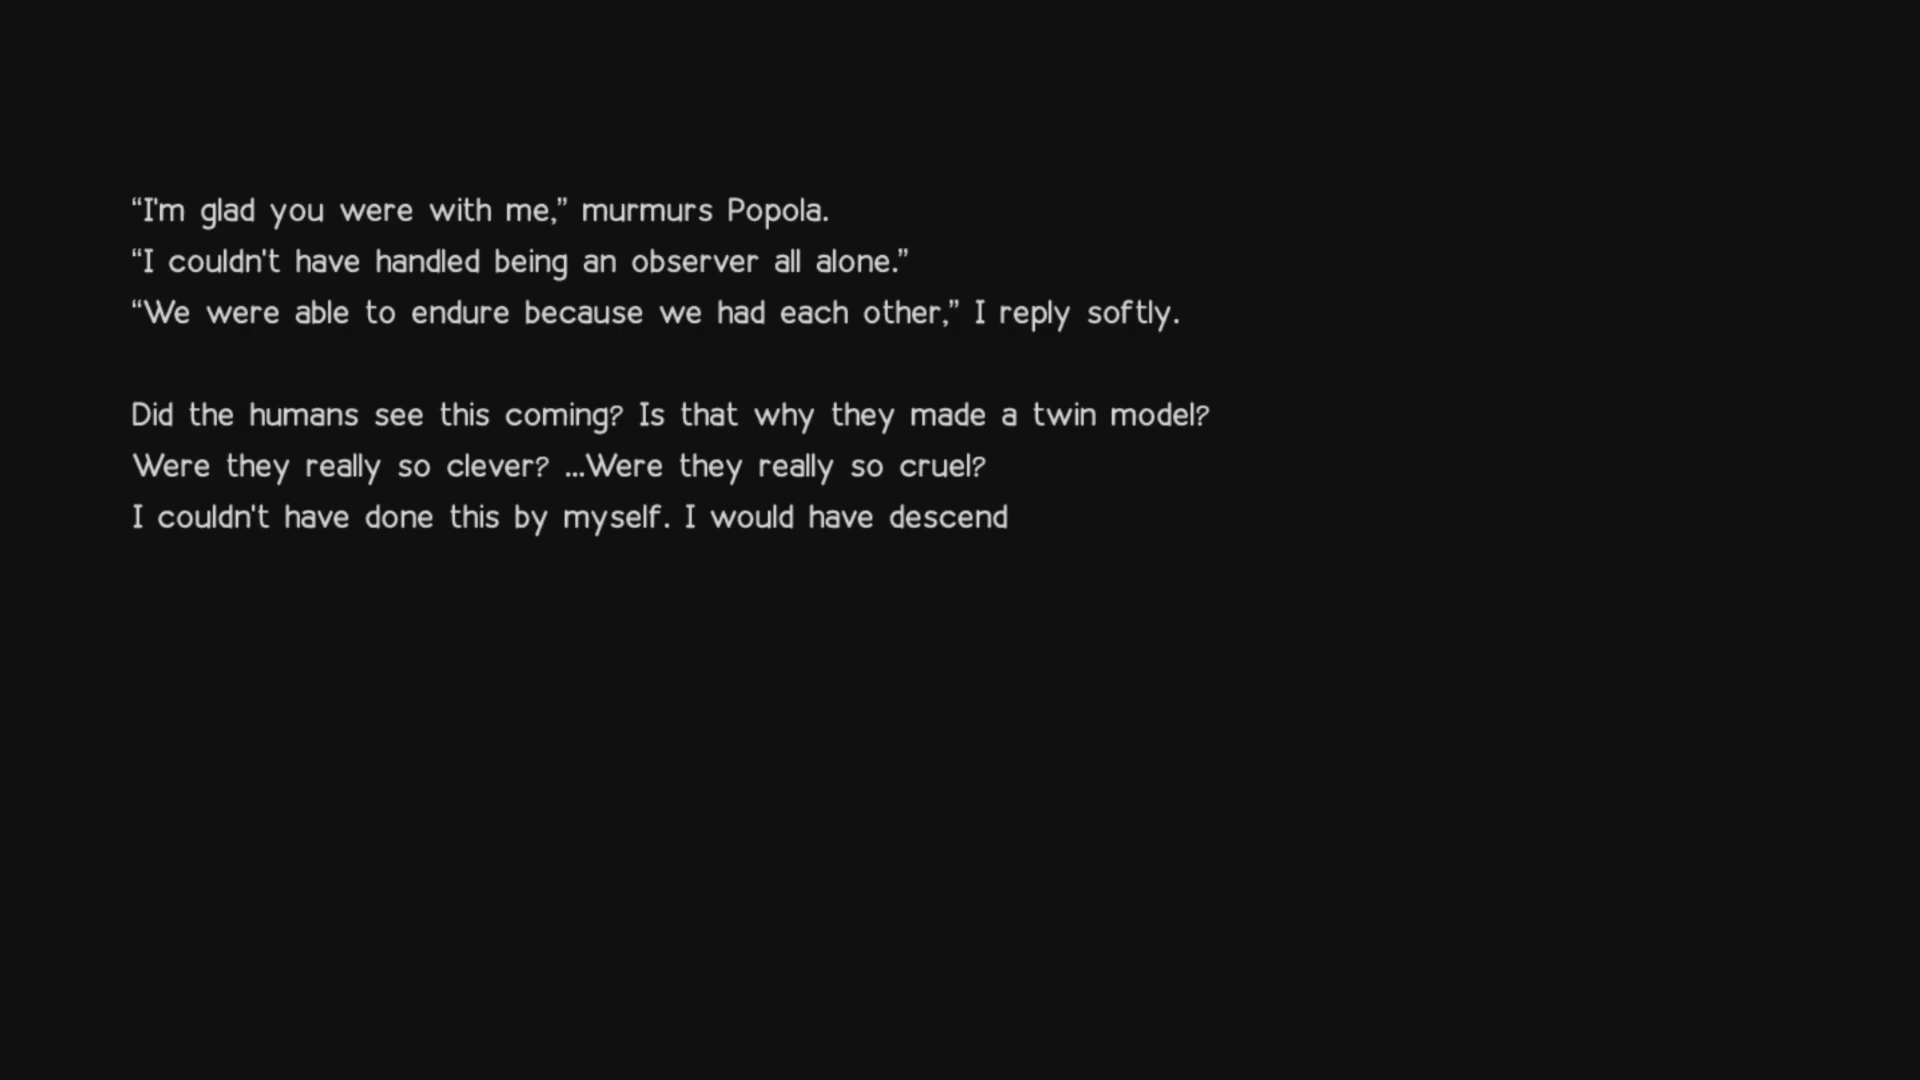 “I'm glad you were with me,” murmurs Popola.
“I couldn't have handled being an observer all alone.”
“We were able to endure because we had each other,” I reply softly.
Did the humans see this coming? Is that why they made a twin model?
Were they really so clever? ...Were they really so cruel?
I couldn't have done this by myself. I would have descend